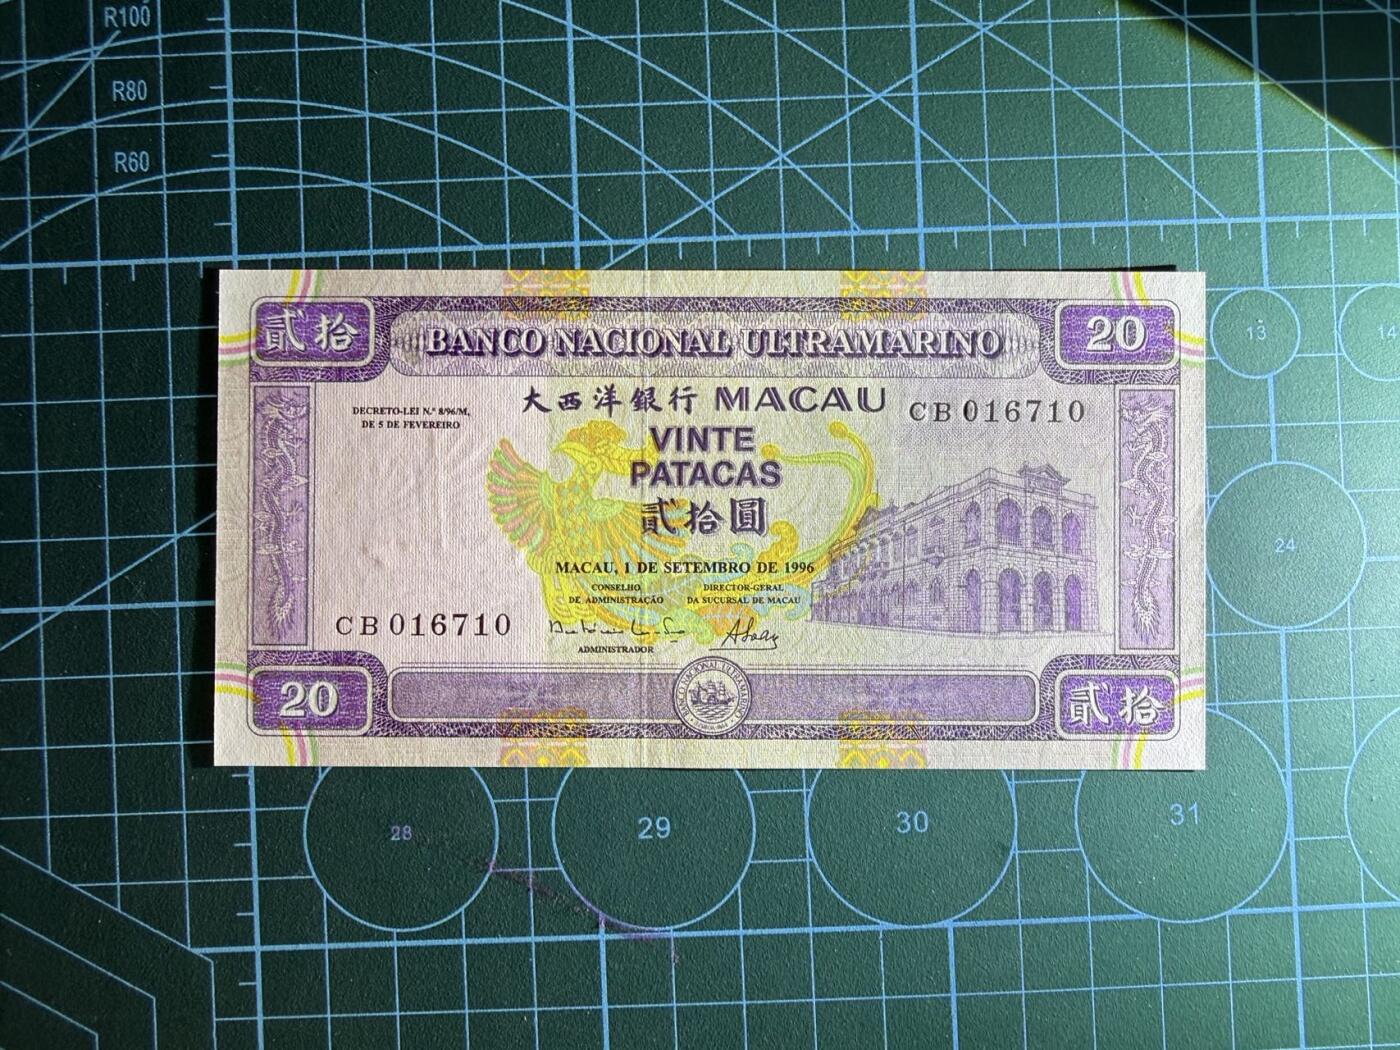 R100
R80
R60
貳拾
BANCO NACIONAL ULTRAMARINO
20
大西洋銀行 MACAU
CB 016710
DECRETO-LEI N.º 8/96/M,
DE 5 DE FEVEREIRO
VINTE
PATACAS
貳拾圓
MACAU, 1 DE SETEMBRO DE 1996
CONSELHO
DE ADMINISTRAÇÃO
DIRECTOR-GERAL
DA SUCURSAL DE MACAU
CB 016710
ADMINISTRADOR
20
貳拾
13
24
28
29
30
31